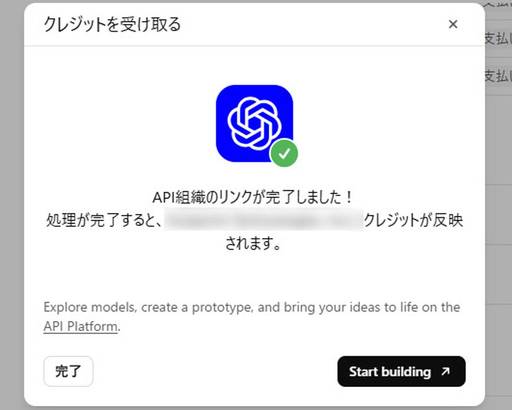 クレジットを受け取る
支払い
支払い
API組織のリンクが完了しました！
処理が完了すると、
クレジットが反映
されます。
Explore models, create a prototype, and bring your ideas to life on the
API Platform.
完了
Start building